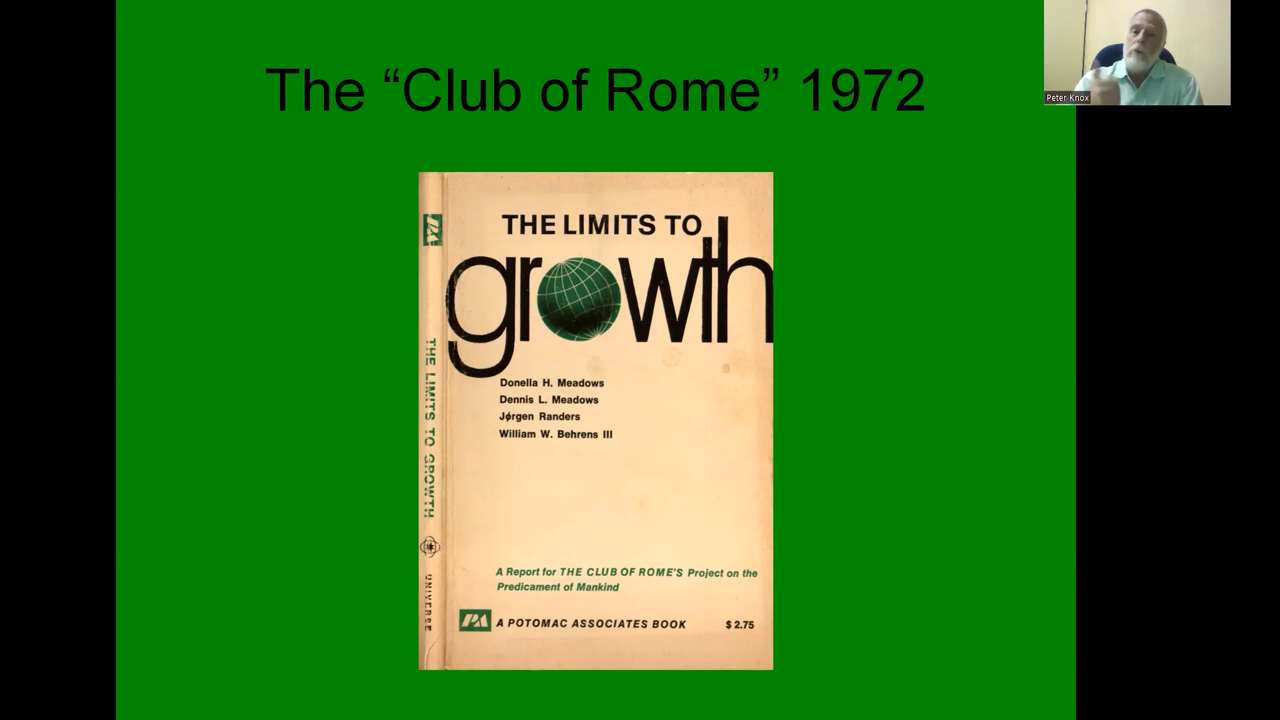 The “Club of Rome” 1972
Peter Knox
THE LIMITS TO
growth
Donella H. Meadows
Dennis L. Meadows
Jørgen Randers
William W. Behrens III
A Report for THE CLUB OF ROME'S Project on the
Predicament of Mankind
PA A POTOMAC ASSOCIATES BOOK $2.75
PA
THE LIMITS TO GROWTH
UNIVERSE